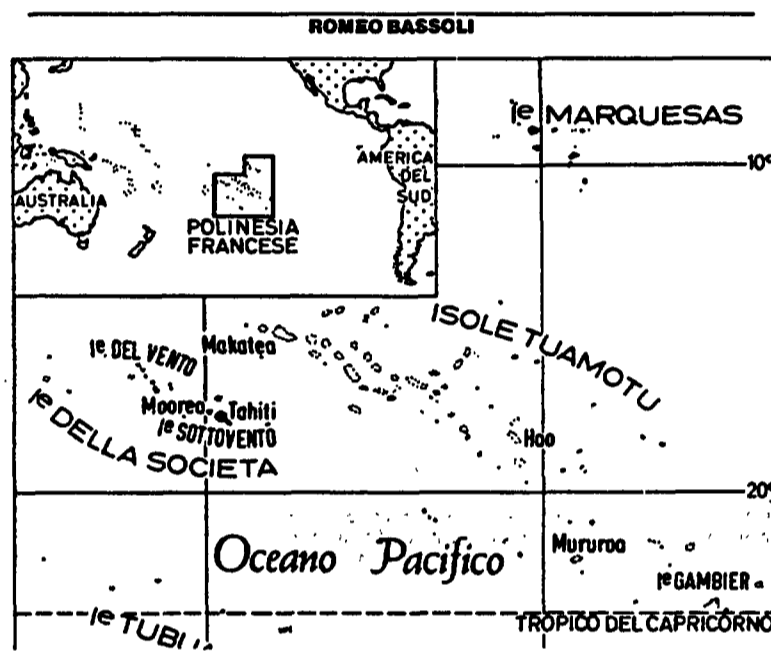 ROMEO BASSOLI
Ie MARQUESAS
10°
AMERICA
DEL
SUD
AUSTRALIA
POLINESIA
FRANCESE
ISOLE TUAMOTU
Ie DEL VENTO
Makatea
Moorea
Tahiti
Ie SOTTOVENTO
Ie DELLA SOCIETA
Hao
20°
Oceano Pacifico
Mururoa
Ie GAMBIER
TROPICO DEL CAPRICORNO
Ie